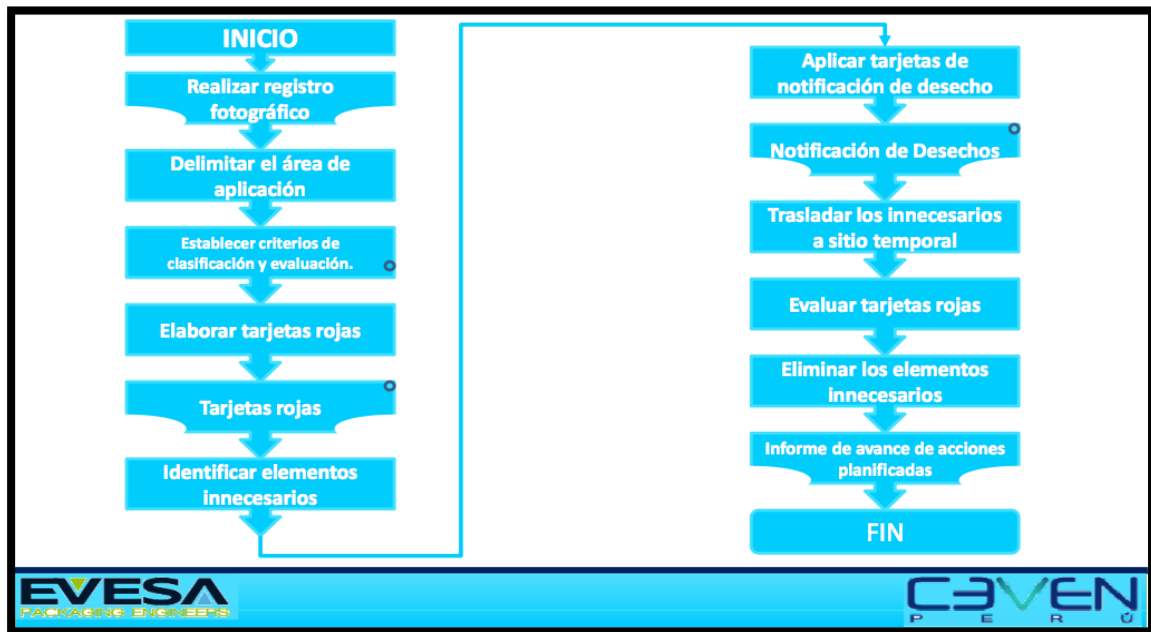 INICIO
Realizar registro
fotográfico
Delimitar el área de
aplicación
Establecer criterios de
clasificación y evaluación.
Elaborar tarjetas rojas
Tarjetas rojas
Identificar elementos
innecesarios
Aplicar tarjetas de
notificación de desecho
Notificación de Desechos
Trasladar los innecesarios
a sitio temporal
Evaluar tarjetas rojas
Eliminar los elementos
innecesarios
Informe de avance de acciones
planificadas
FIN
EVESA
PACKAGING ENGINEERS
CEVEN
PERÚ